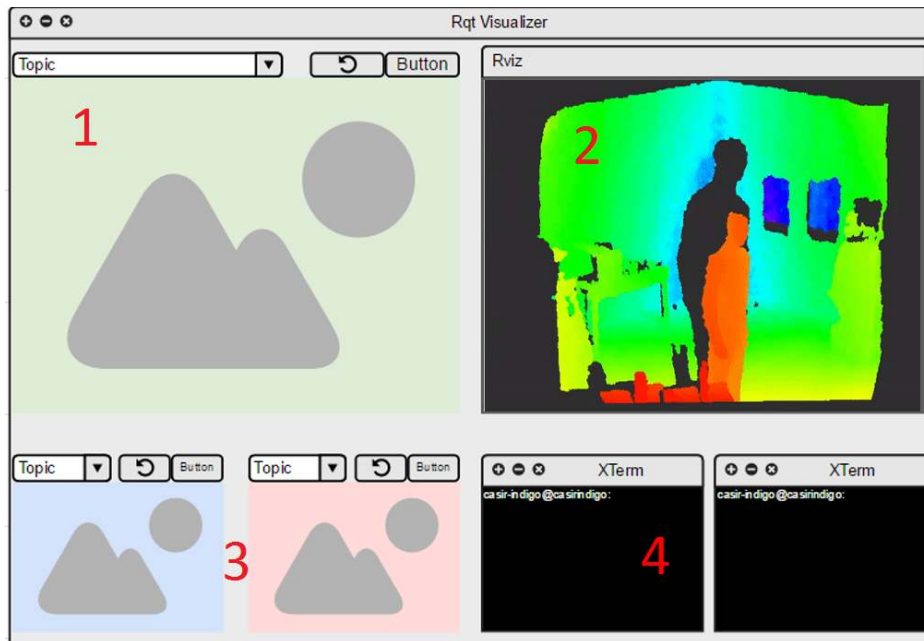 Rqt Visualizer
Topic
Button
Rviz
1
2
Topic
Button
Topic
Button
XTerm
XTerm
casir-indigo@casirindigo:
casir-indigo@casirindigo:
3
4